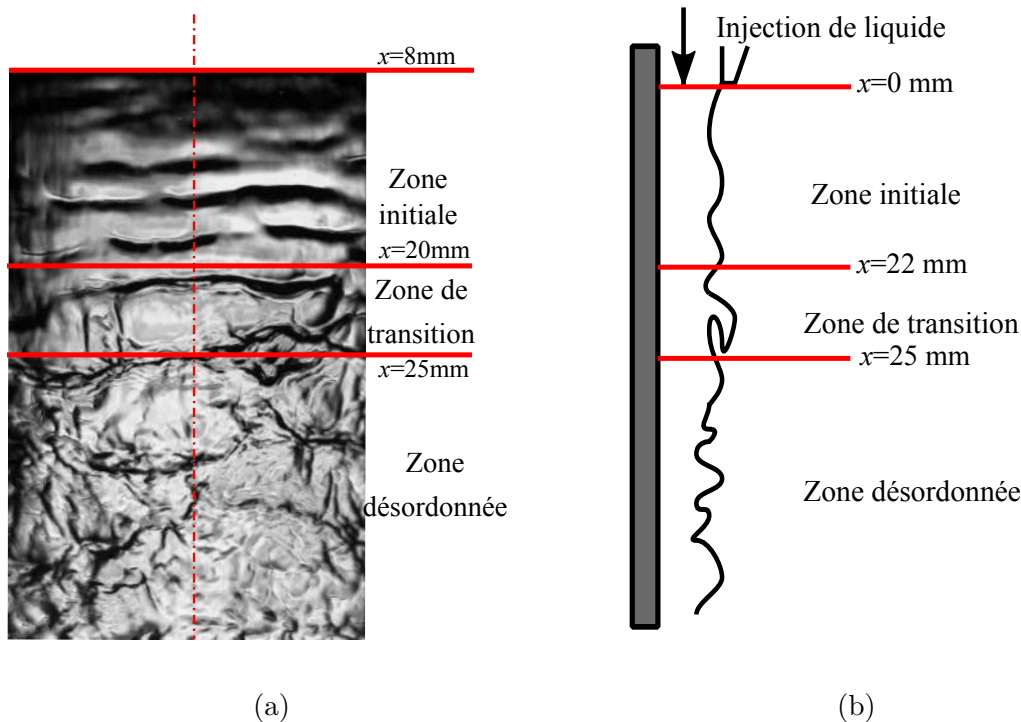 x=8mm
Zone
initiale
x=20mm
Zone de
transition
x=25mm
Zone
désordonnée
(a)
Injection de liquide
x=0 mm
Zone initiale
x=22 mm
Zone de transition
x=25 mm
Zone désordonnée
(b)